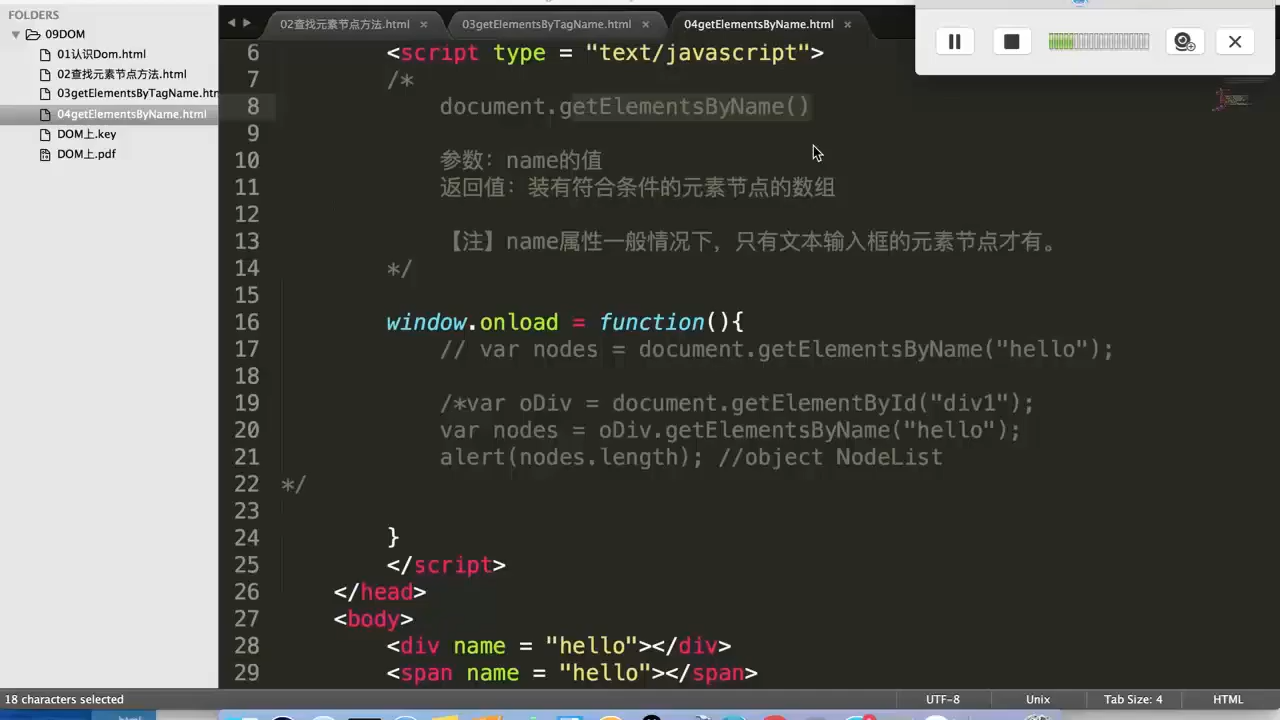 FOLDERS
09DOM
01认识Dom.html
02查找元素节点方法.html
03getElementsByTagName.htm
04getElementsByName.html
DOM上.key
DOM上.pdf
02查找元素节点方法.html ×
03getElementsByTagName.html ×
04getElementsByName.html ×
6 <script type = "text/javascript">
7 /*
8 document.getElementsByName()
9
10 参数：name的值
11 返回值：装有符合条件的元素节点的数组
12
13 【注】name属性一般情况下，只有文本输入框的元素节点才有。
14 */
15
16 window.onload = function(){
17 // var nodes = document.getElementsByName("hello");
18
19 /*var oDiv = document.getElementById("div1");
20 var nodes = oDiv.getElementsByName("hello");
21 alert(nodes.length); //object NodeList
22 */
23
24 }
25 </script>
26 </head>
27 <body>
28 <div name = "hello"></div>
29 <span name = "hello"></span>
18 characters selected
UTF-8
Unix
Tab Size: 4
HTML